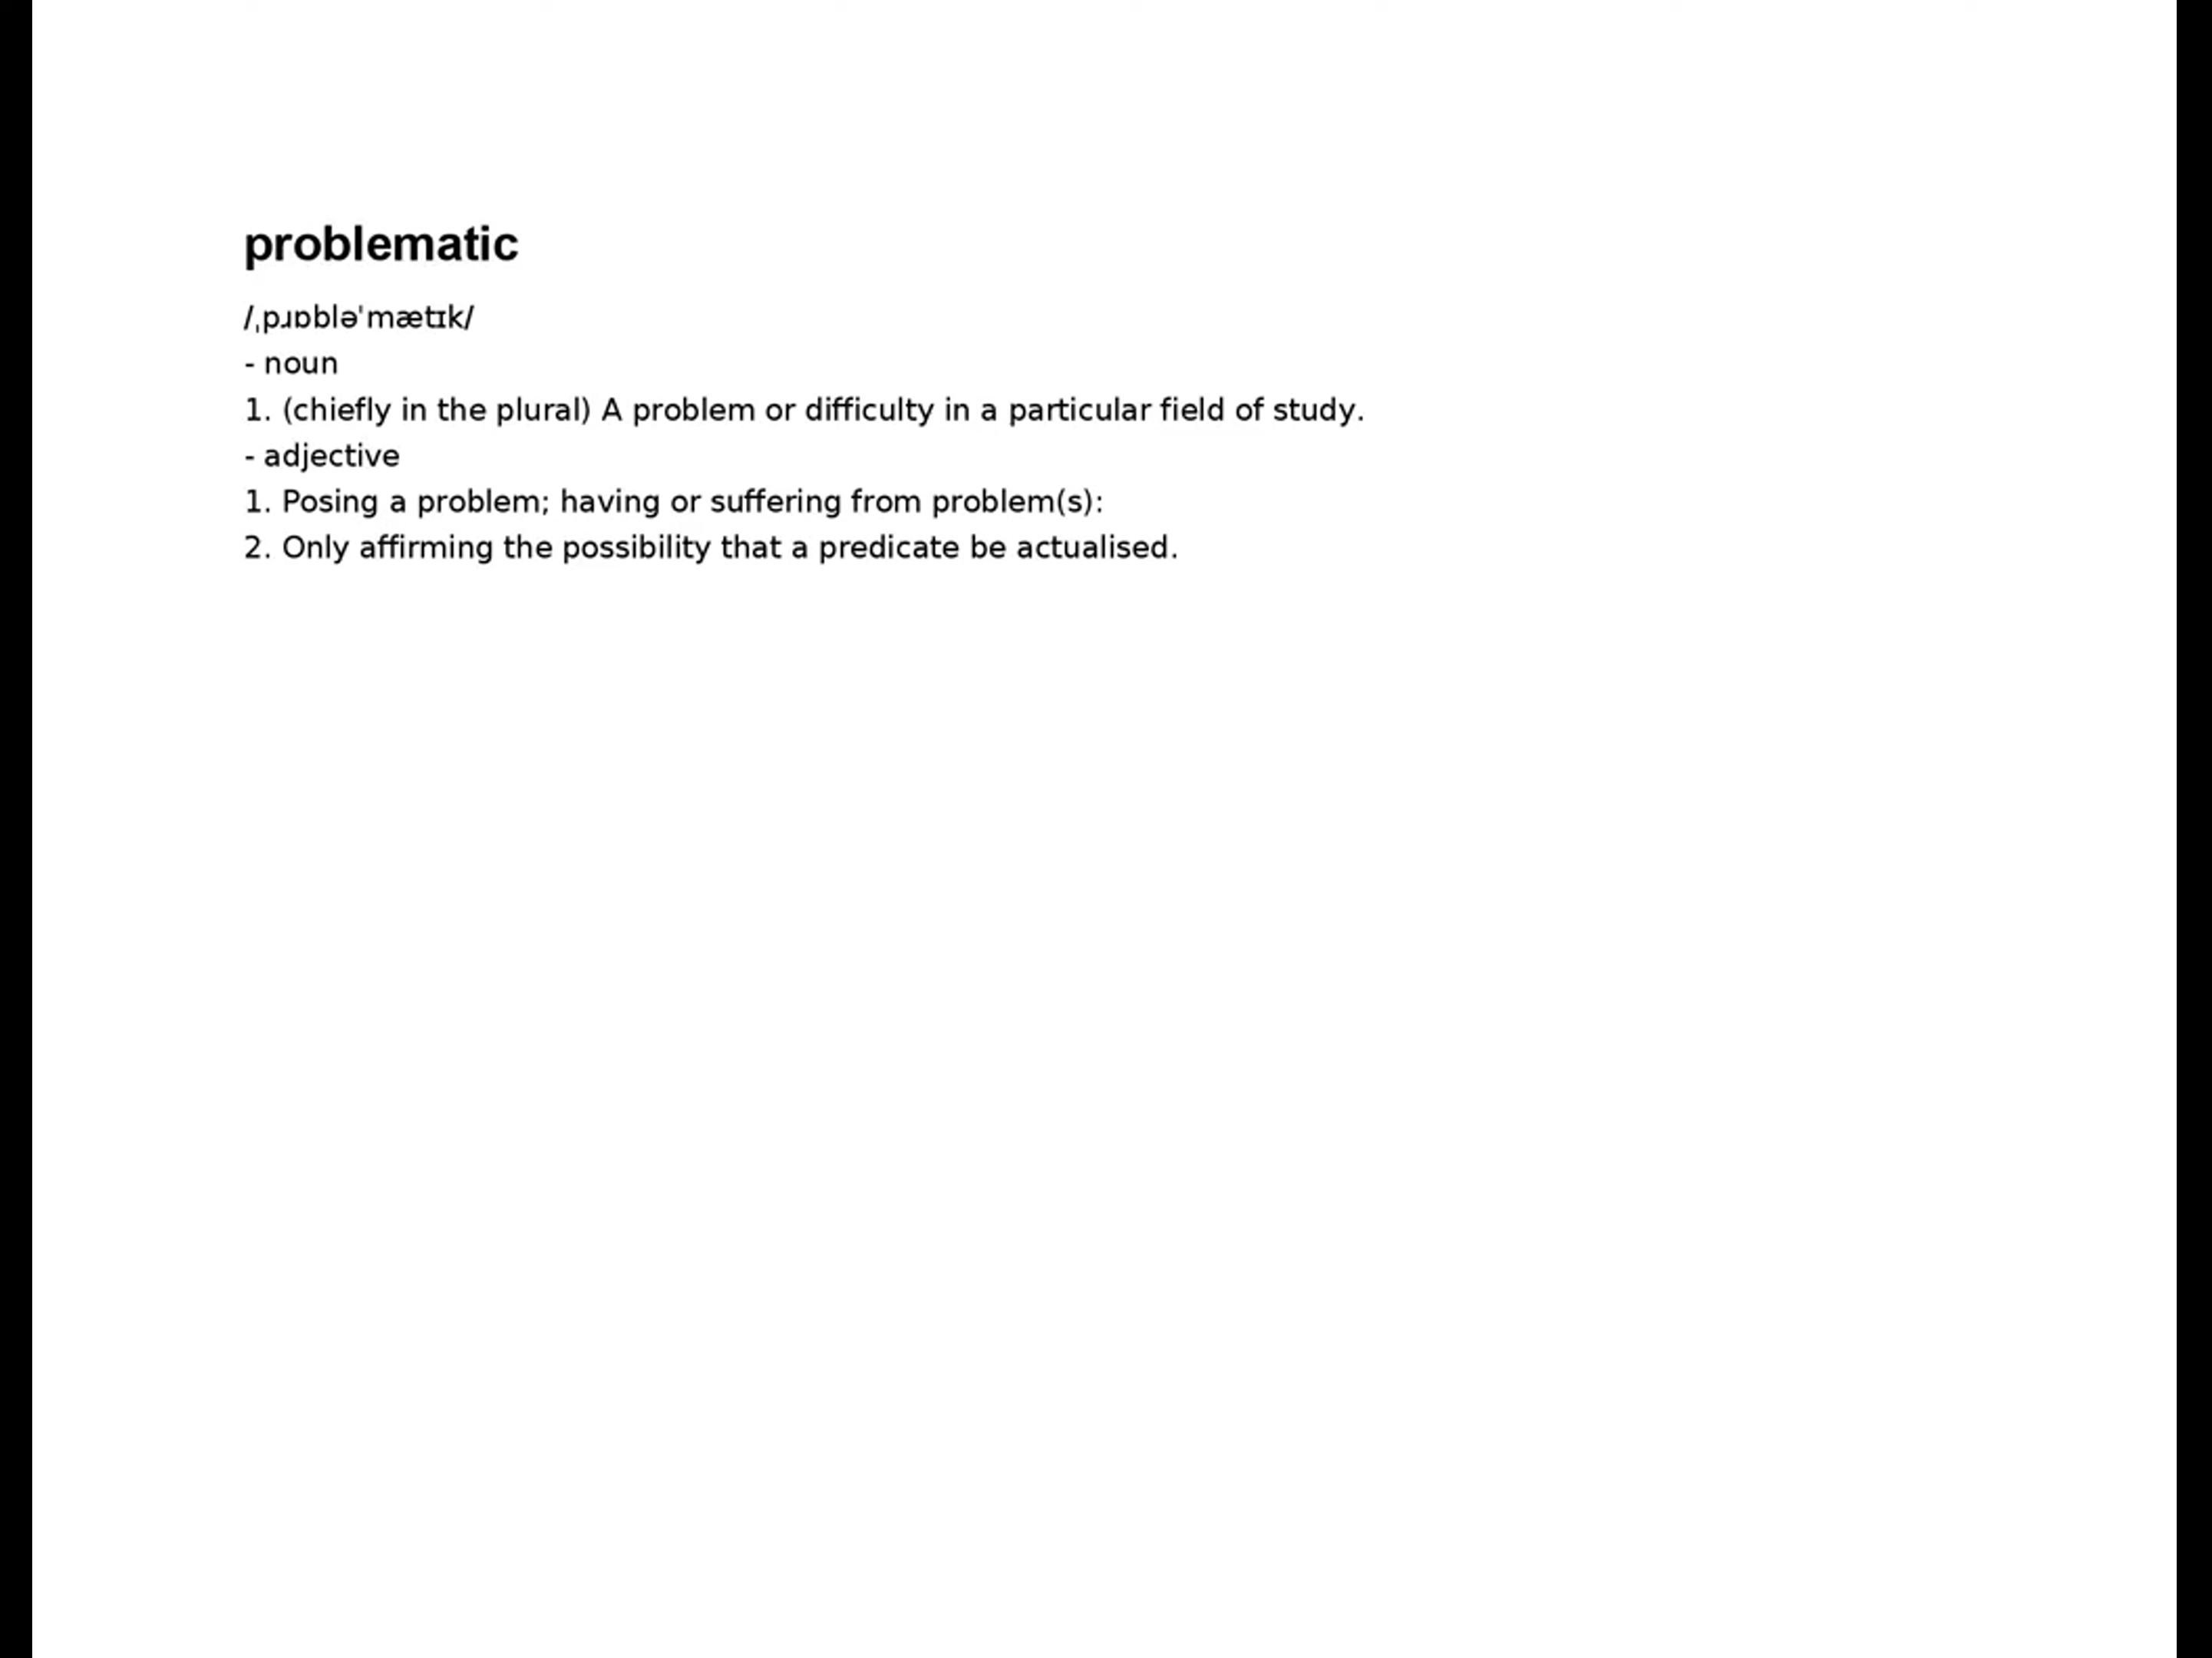 problematic
/ˌpɹɒbləˈmætɪk/
- noun
1. (chiefly in the plural) A problem or difficulty in a particular field of study.
- adjective
1. Posing a problem; having or suffering from problem(s):
2. Only affirming the possibility that a predicate be actualised.